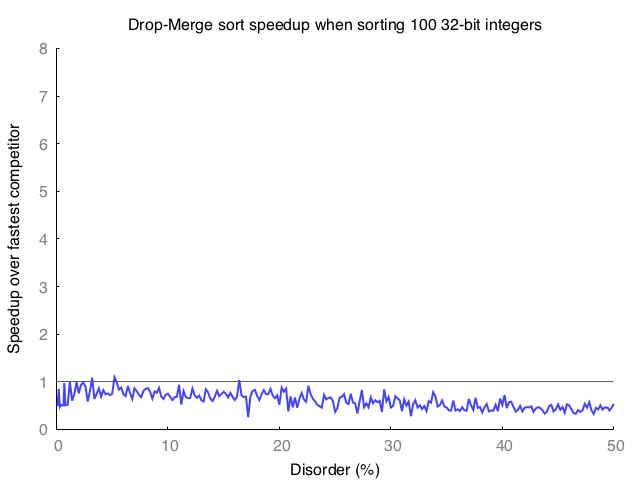 Drop-Merge sort speedup when sorting 100 32-bit integers
8
7
6
5
4
3
2
1
0
Speedup over fastest competitor
0 10 20 30 40 50
Disorder (%)